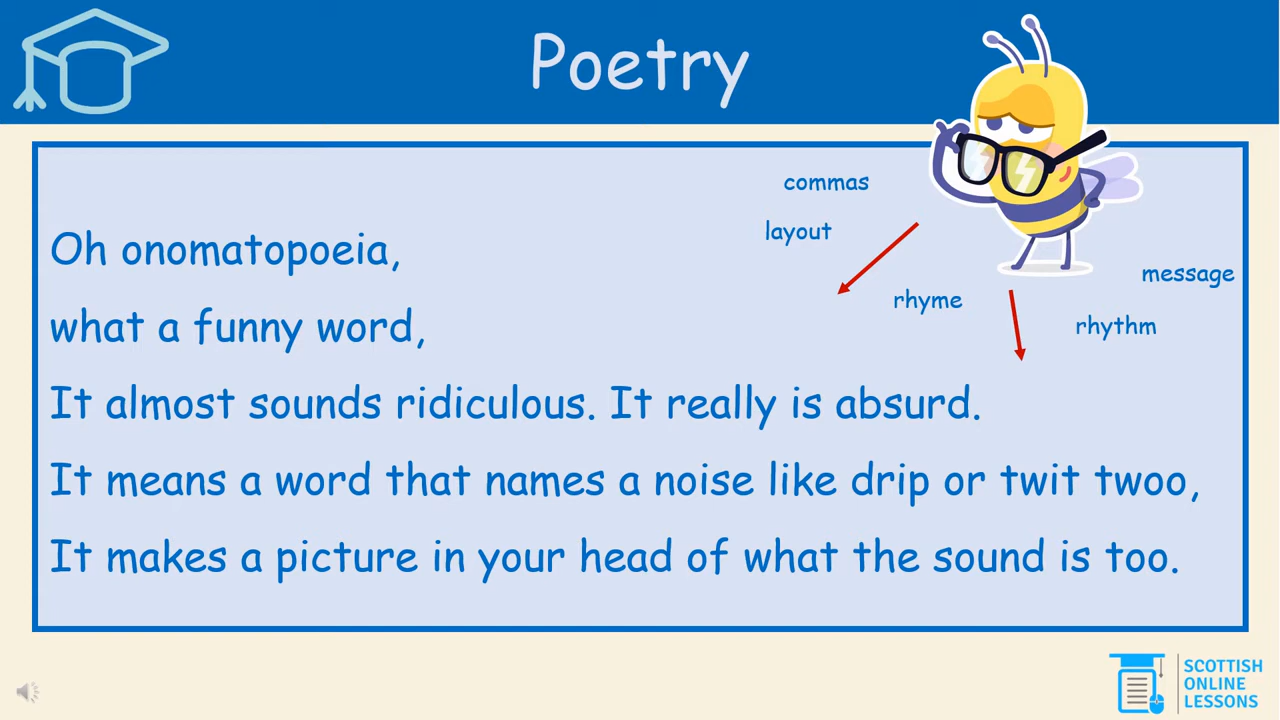 Poetry
commas
layout
message
rhyme
rhythm
Oh onomatopoeia,
what a funny word,
It almost sounds ridiculous. It really is absurd.
It means a word that names a noise like drip or twit twoo,
It makes a picture in your head of what the sound is too.
SCOTTISH
ONLINE
LESSONS